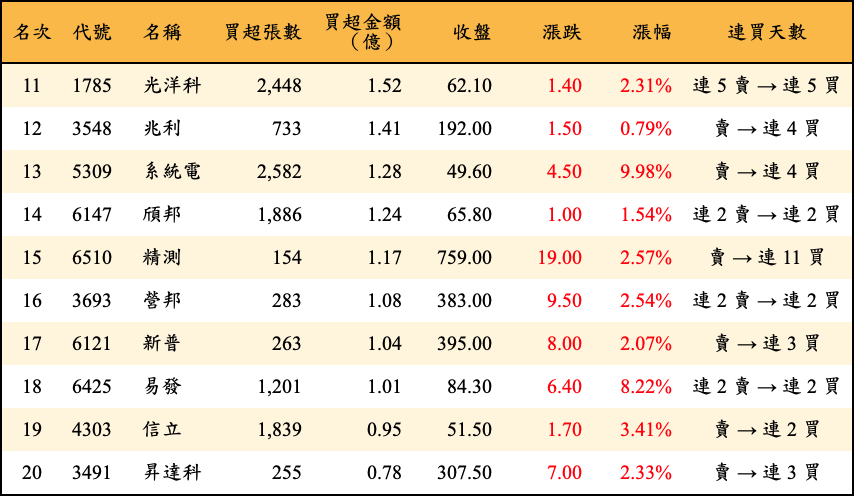 名次 代號 名稱 買超張數 買超金額（億） 收盤 漲跌 漲幅 連買天數
11 1785 光洋科 2,448 1.52 62.10 1.40 2.31% 連 5 賣 → 連 5 買
12 3548 兆利 733 1.41 192.00 1.50 0.79% 賣 → 連 4 買
13 5309 系統電 2,582 1.28 49.60 4.50 9.98% 賣 → 連 4 買
14 6147 頎邦 1,886 1.24 65.80 1.00 1.54% 連 2 賣 → 連 2 買
15 6510 精測 154 1.17 759.00 19.00 2.57% 賣 → 連 11 買
16 3693 營邦 283 1.08 383.00 9.50 2.54% 連 2 賣 → 連 2 買
17 6121 新普 263 1.04 395.00 8.00 2.07% 賣 → 連 3 買
18 6425 易發 1,201 1.01 84.30 6.40 8.22% 連 2 賣 → 連 2 買
19 4303 信立 1,839 0.95 51.50 1.70 3.41% 賣 → 連 2 買
20 3491 昇達科 255 0.78 307.50 7.00 2.33% 賣 → 連 3 買